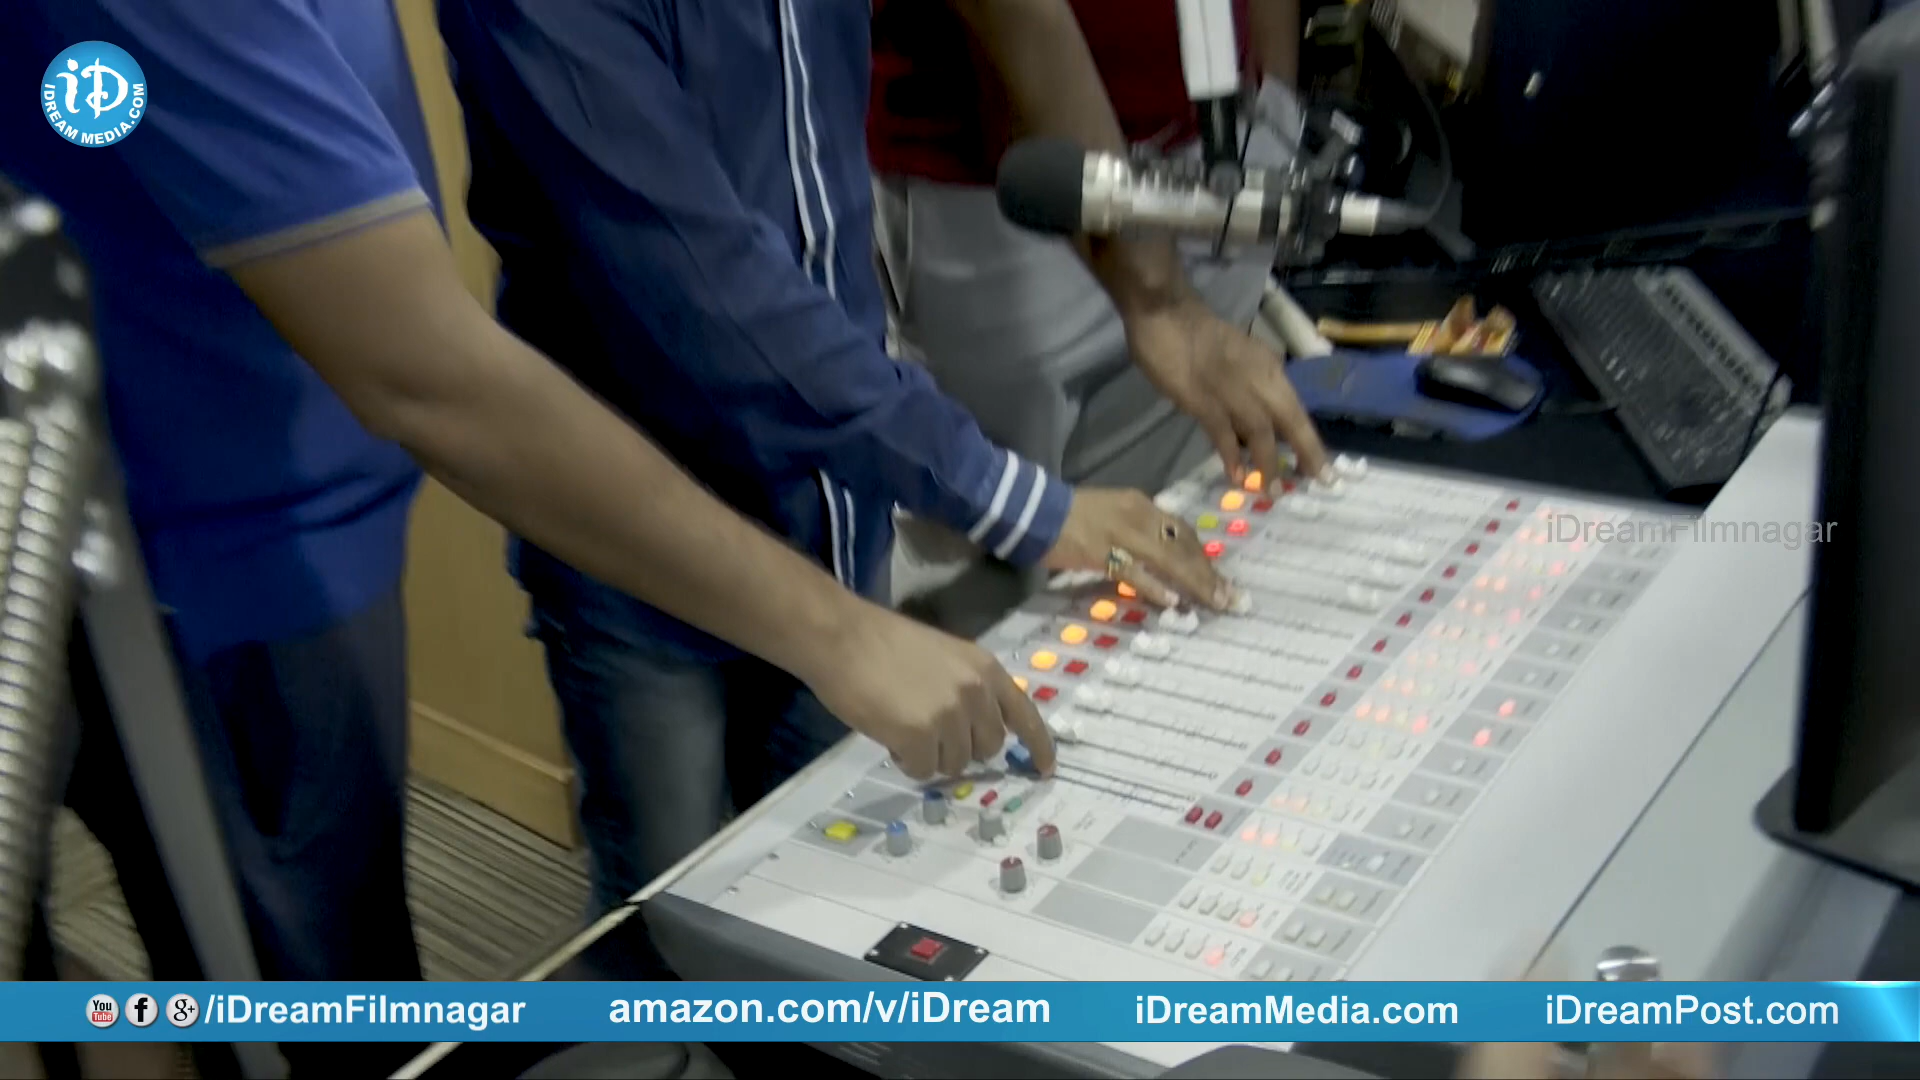 iD
IDREAM MEDIA.COM
iDreamFilmnagar
You Tube f g+ /iDreamFilmnagar amazon.com/v/iDream iDreamMedia.com iDreamPost.com